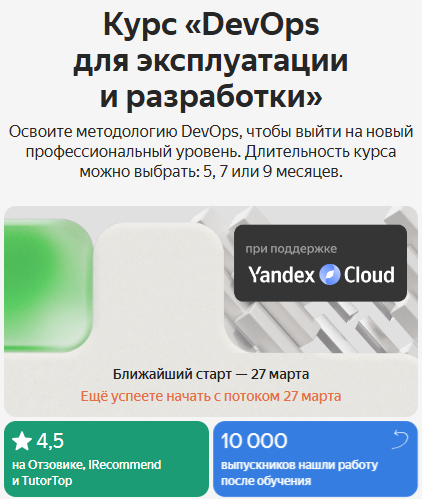 Курс «DevOps
для эксплуатации
и разработки»
Освоите методологию DevOps, чтобы выйти на новый
профессиональный уровень. Длительность курса
можно выбрать: 5, 7 или 9 месяцев.
при поддержке
Yandex Cloud
Ближайший старт — 27 марта
Ещё успеете начать с потоком 27 марта
4,5
на Отзовике, IRecommend
и TutorTop
10 000
выпускников нашли работу
после обучения